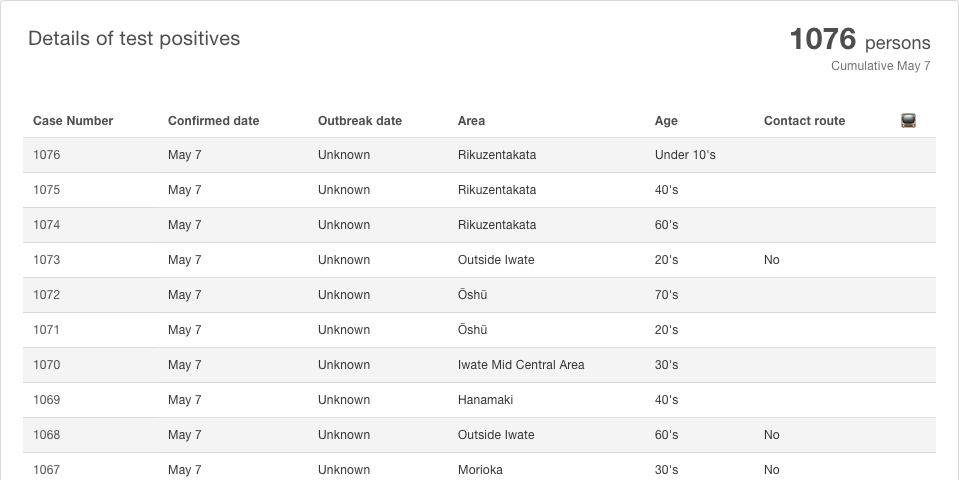 Details of test positives
1076 persons
Cumulative May 7
Case Number Confirmed date Outbreak date Area Age Contact route
1076 May 7 Unknown Rikuzentakata Under 10's
1075 May 7 Unknown Rikuzentakata 40's
1074 May 7 Unknown Rikuzentakata 60's
1073 May 7 Unknown Outside Iwate 20's No
1072 May 7 Unknown Ōshū 70's
1071 May 7 Unknown Ōshū 20's
1070 May 7 Unknown Iwate Mid Central Area 30's
1069 May 7 Unknown Hanamaki 40's
1068 May 7 Unknown Outside Iwate 60's No
1067 May 7 Unknown Morioka 30's No